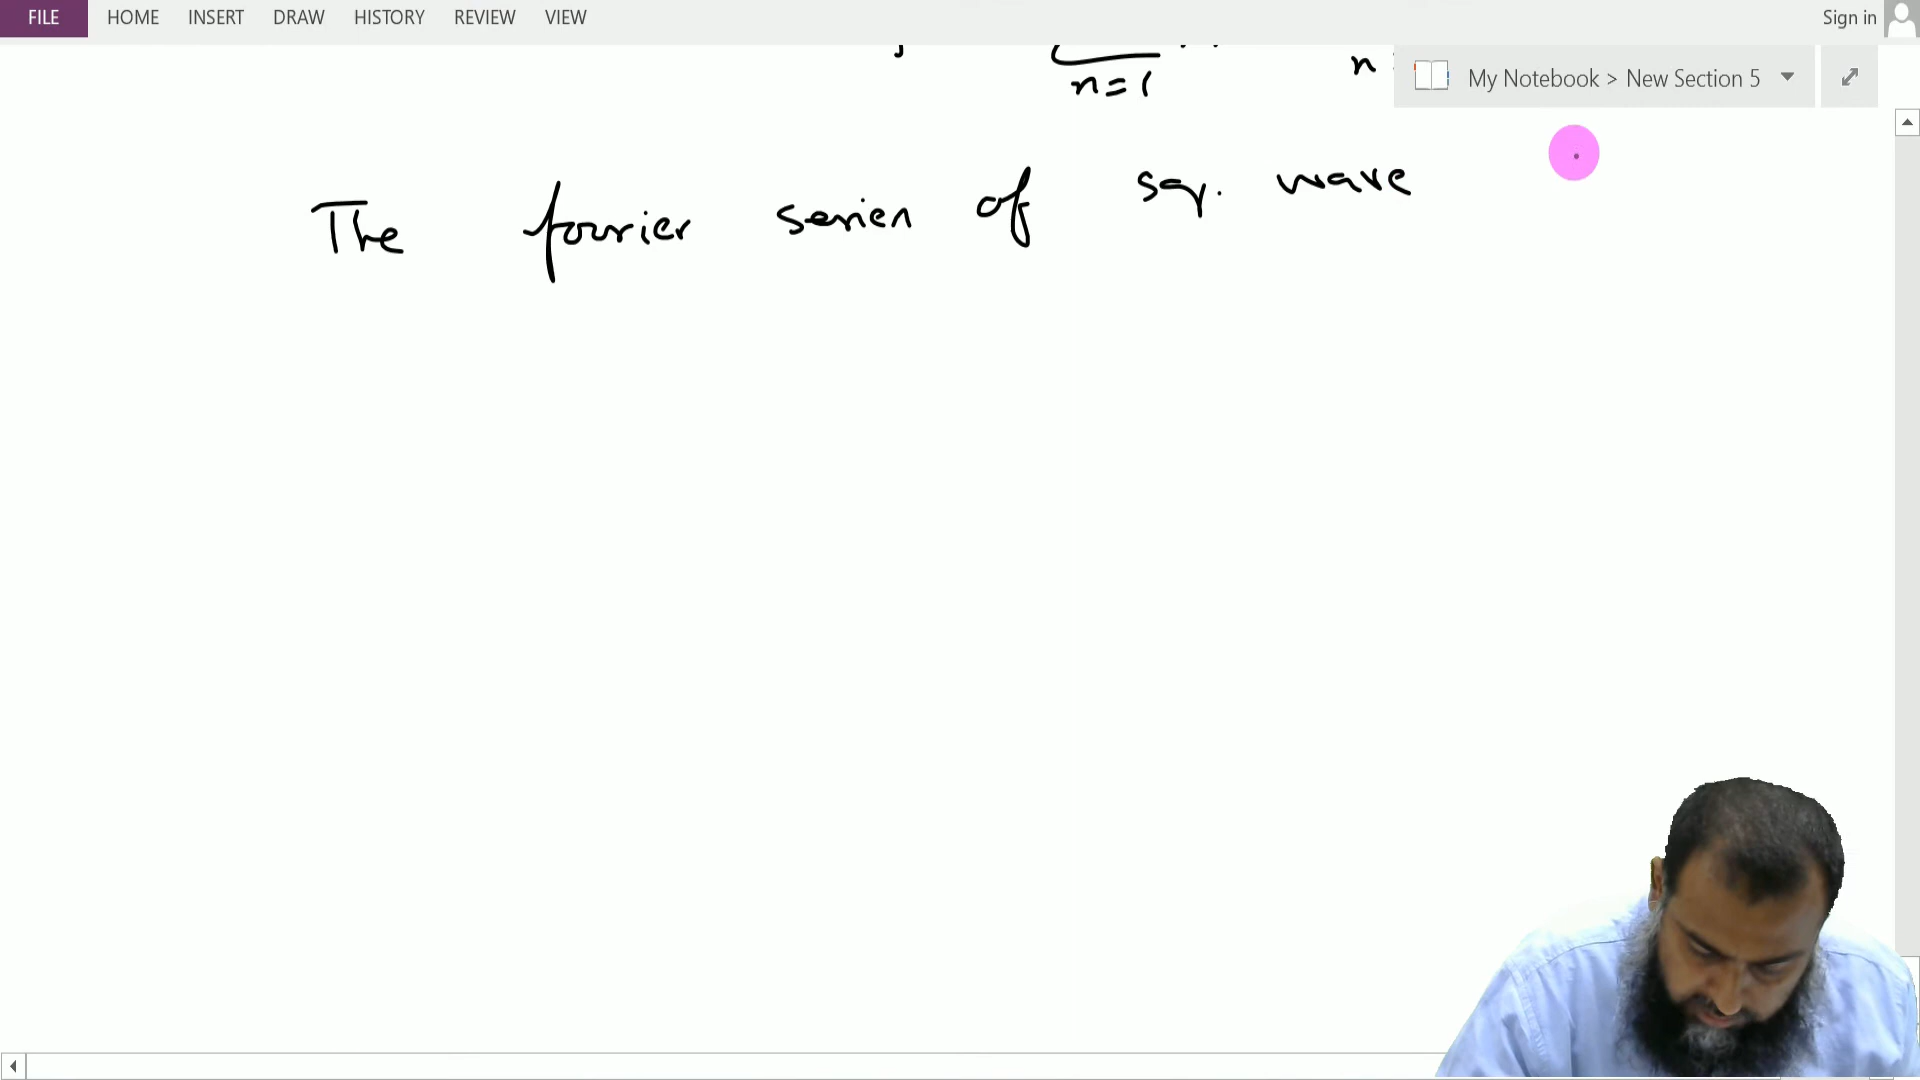 FILE HOME INSERT DRAW HISTORY REVIEW VIEW Sign in
n=1 n
My Notebook > New Section 5
The fourier series of sq. wave